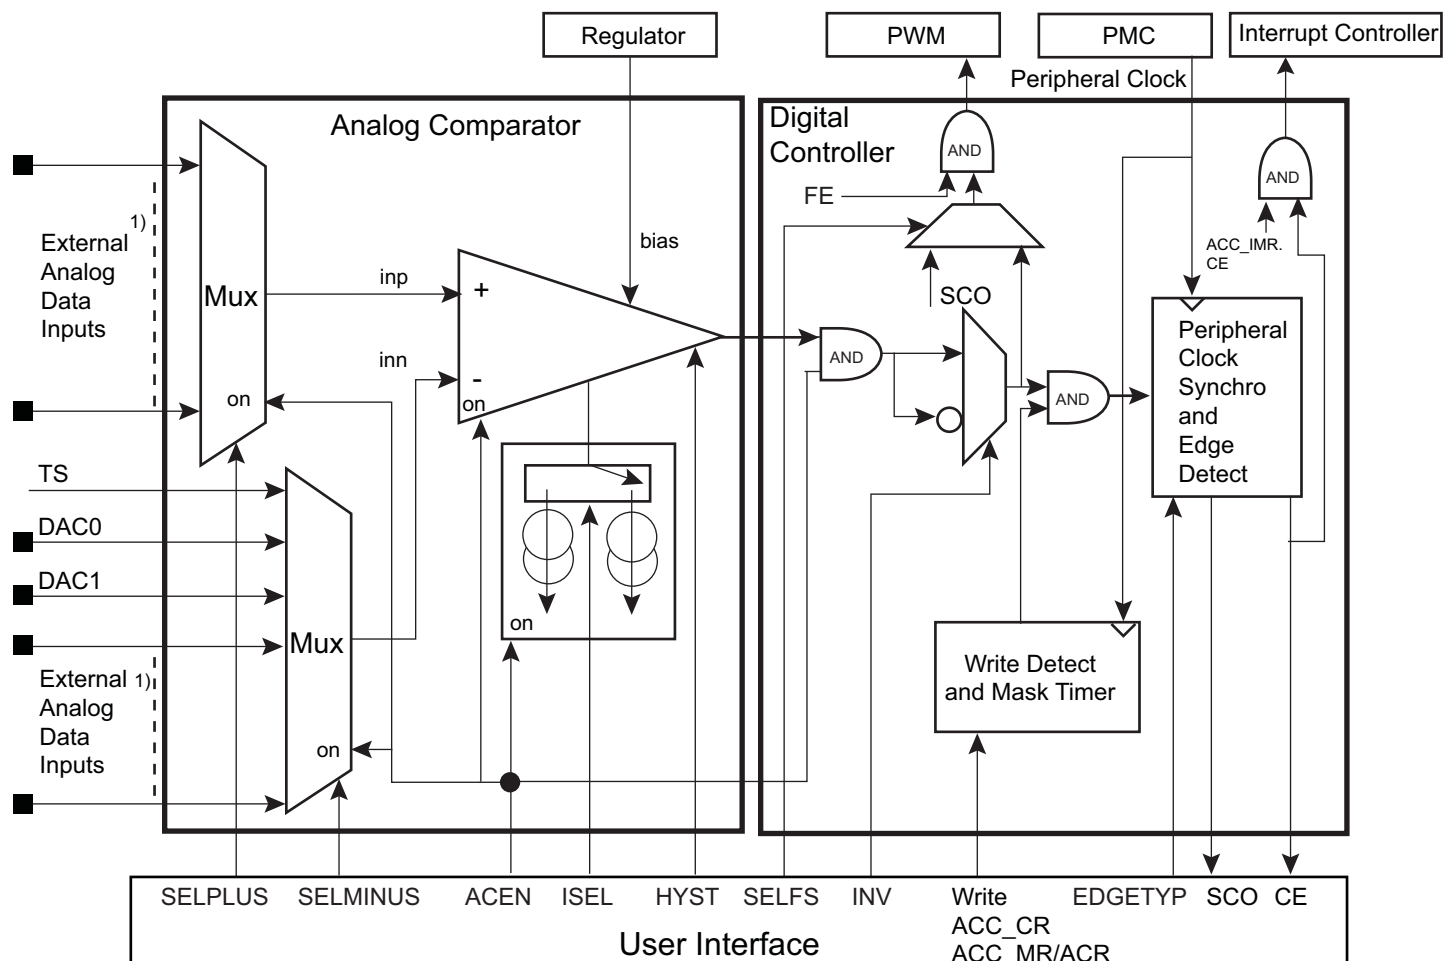 Regulator
PWM
PMC
Interrupt Controller
Peripheral Clock
Analog Comparator
Digital
Controller
AND
AND
FE
1)
External
Analog
Data
Inputs
Mux
on
inp
inn
bias
+
-
on
ACC_IMR.
CE
SCO
AND
AND
Peripheral
Clock
Synchro
and
Edge
Detect
TS
DAC0
DAC1
Mux
on
on
External 1)
Analog
Data
Inputs
Write Detect
and Mask Timer
SELPLUS
SELMINUS
ACEN
ISEL
HYST
SELFS
INV
Write
ACC_CR
ACC_MR/ACR
EDGETYP
SCO
CE
User Interface